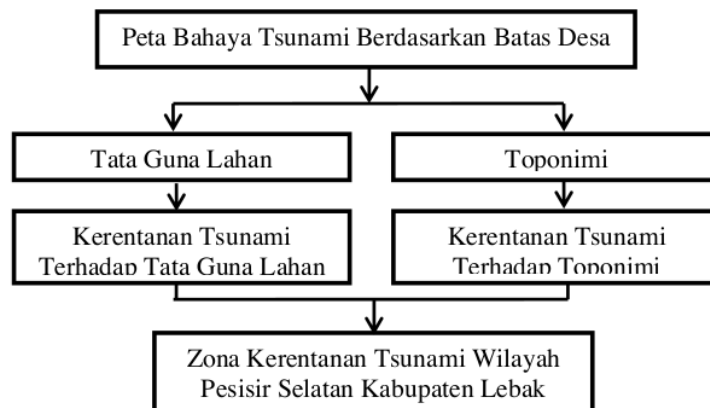 Peta Bahaya Tsunami Berdasarkan Batas Desa
Tata Guna Lahan
Toponimi
Kerentanan Tsunami
Terhadap Tata Guna Lahan
Kerentanan Tsunami
Terhadap Toponimi
Zona Kerentanan Tsunami Wilayah
Pesisir Selatan Kabupaten Lebak